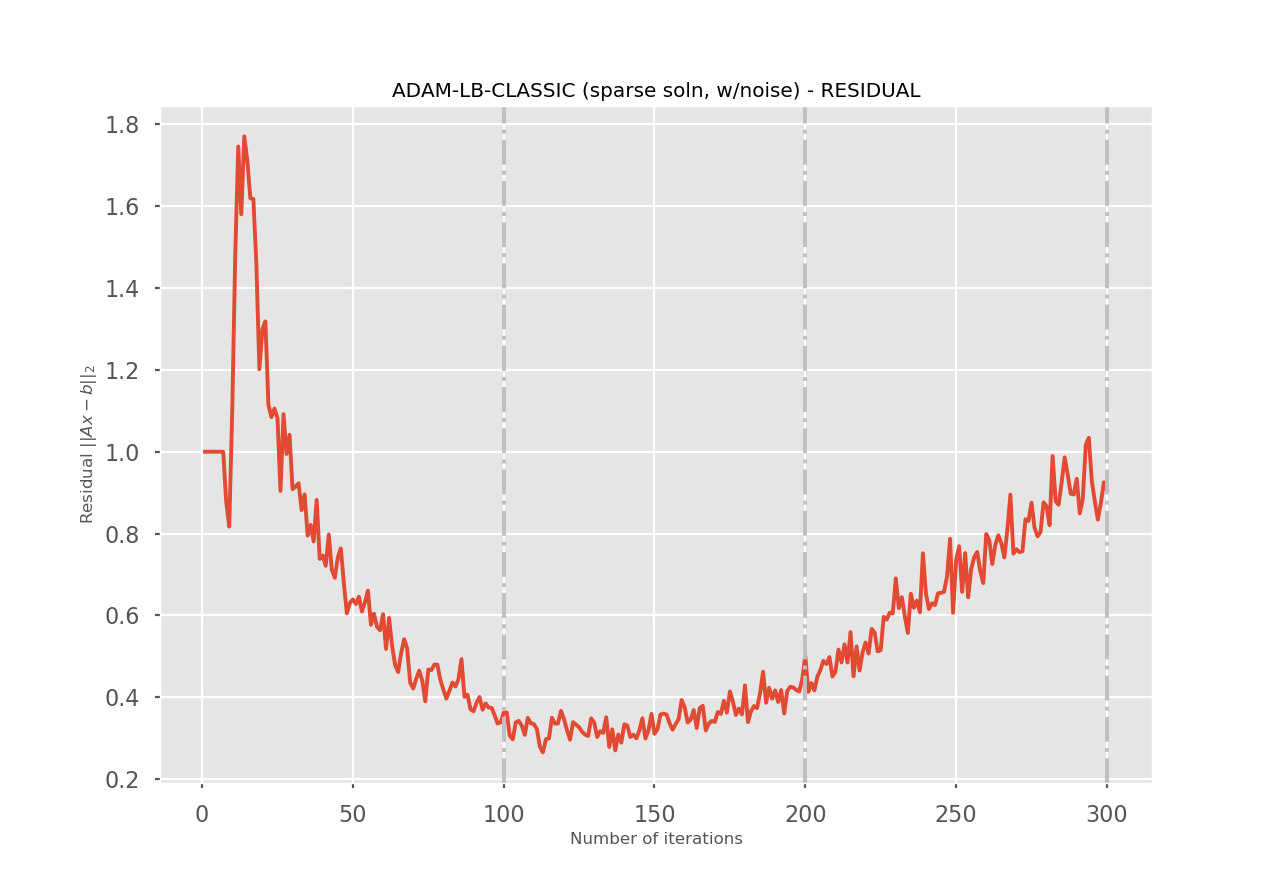 ADAM-LB-CLASSIC (sparse soln, w/noise) - RESIDUAL
1.8
1.6
1.4
1.2
1.0
0.8
0.6
0.4
0.2
Residual ||Ax − b||₂
0 50 100 150 200 250 300
Number of iterations